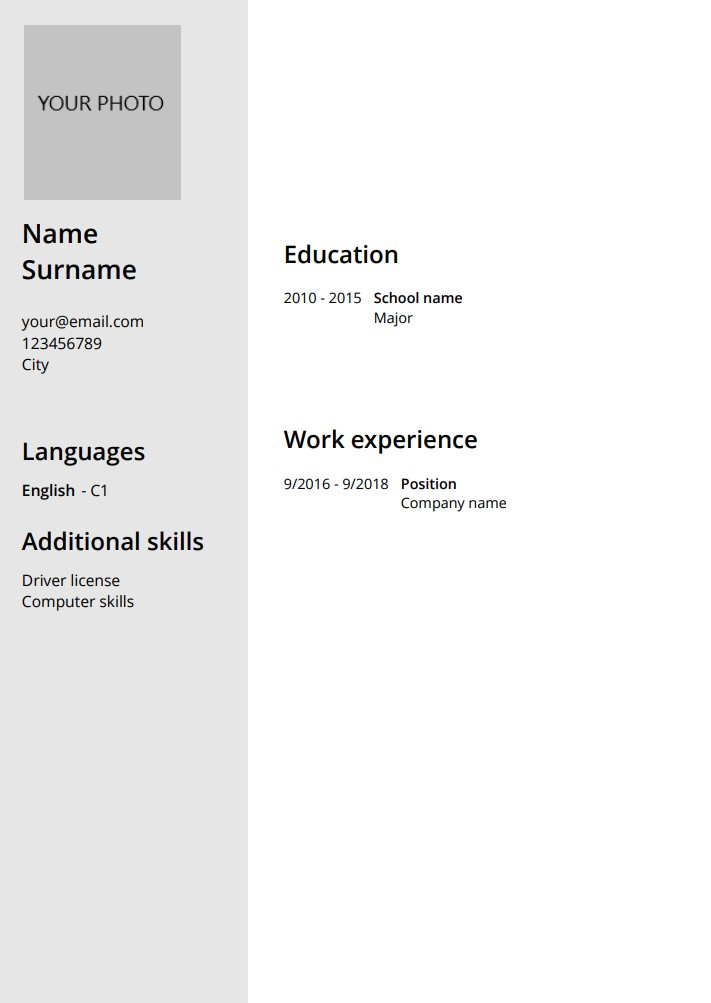 YOUR PHOTO
Name
Surname
your@email.com
123456789
City
Languages
English - C1
Additional skills
Driver license
Computer skills
Education
2010 - 2015 School name
Major
Work experience
9/2016 - 9/2018 Position
Company name